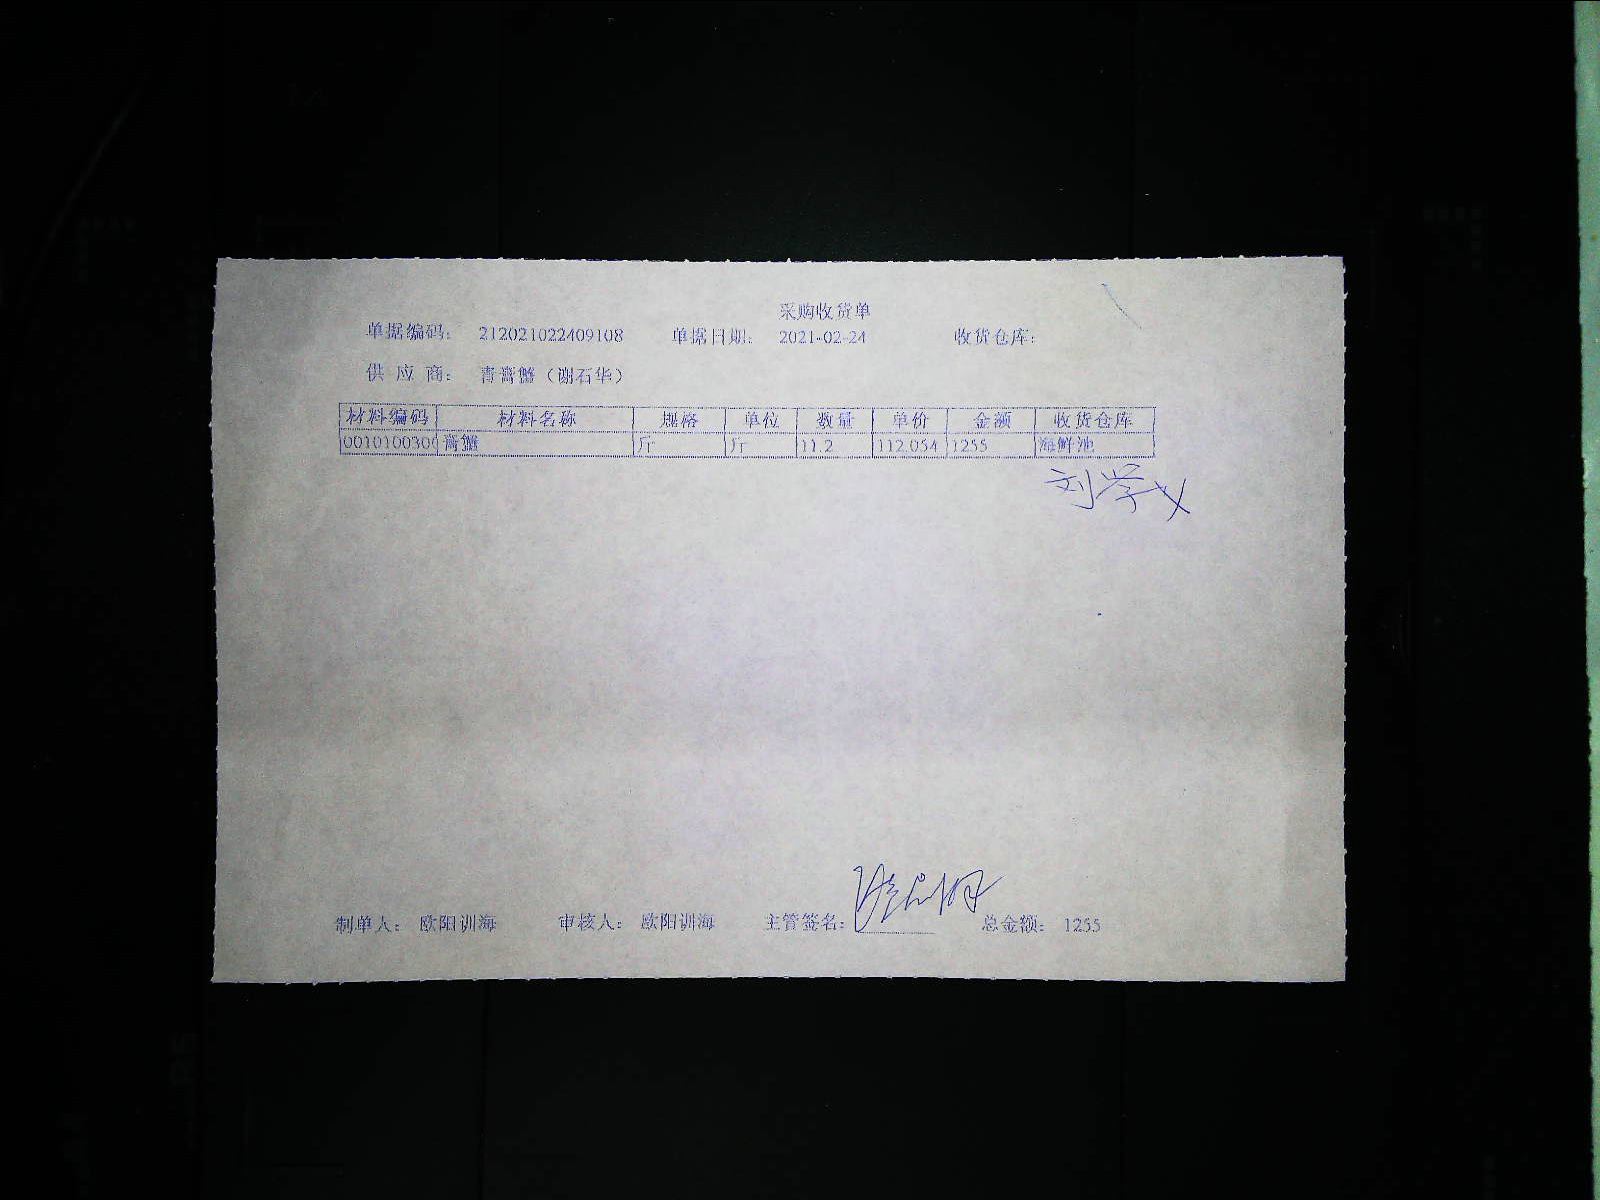 采购收货单
单据编码： 212021022409108 单据日期： 2021-02-24 收货仓库：
供 应 商： 青膏蟹（谢石华）
材料编码 材料名称 规格 单位 数量 单价 金额 收货仓库
0010100300 膏蟹 斤 斤 11.2 112.054 1255 海鲜池
刘学义
制单人： 欧阳训海 审核人： 欧阳训海 主管签名： 总金额： 1255